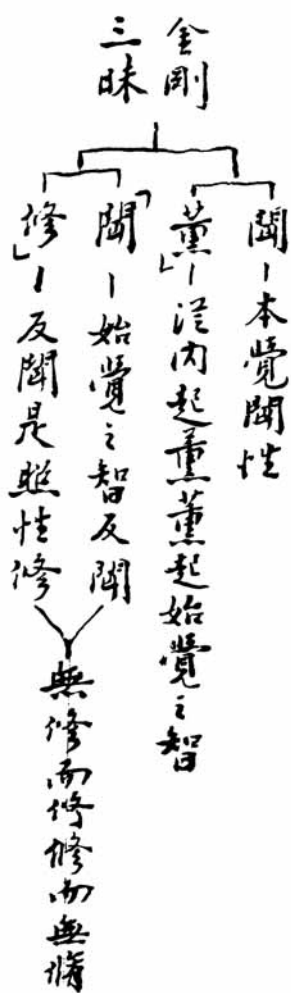 金剛
三昧
聞－本覺聞性
薰」－從內起薰薰起始覺之智
「聞－始覺之智反聞
修」－反聞是照性修
無修而修修而無修